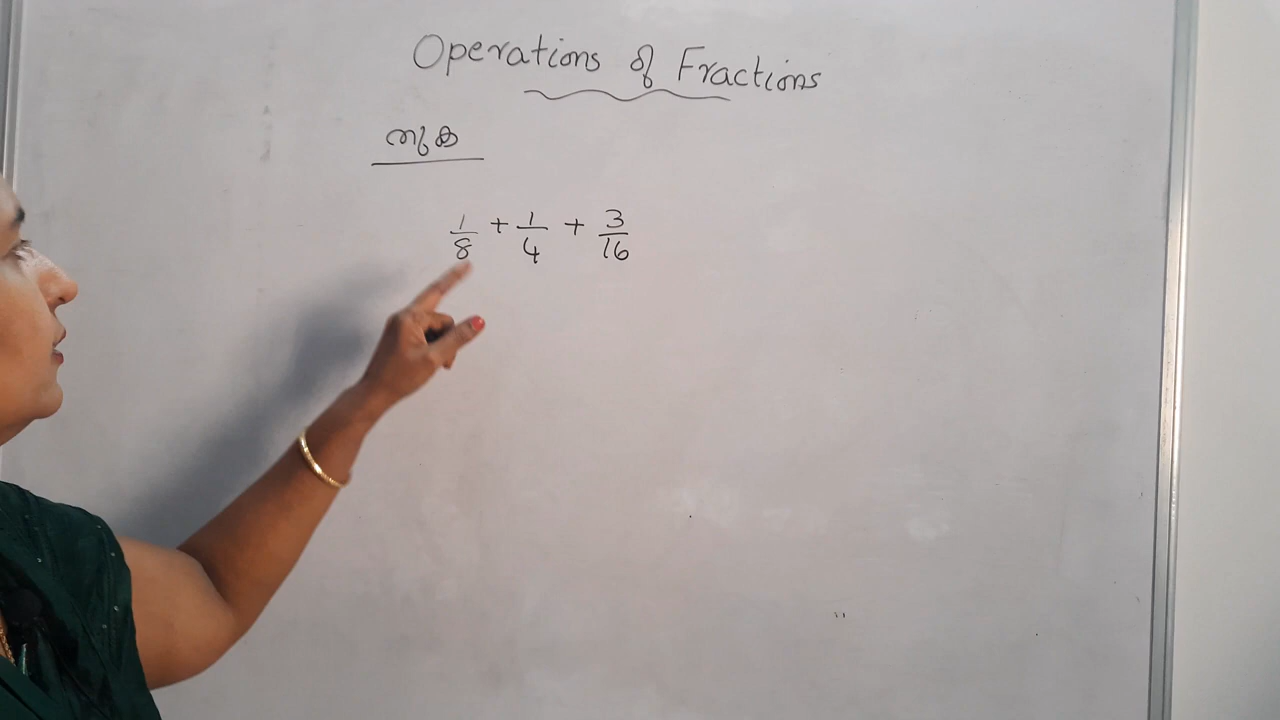 Operations of Fractions
തുക
1/8 + 1/4 + 3/16